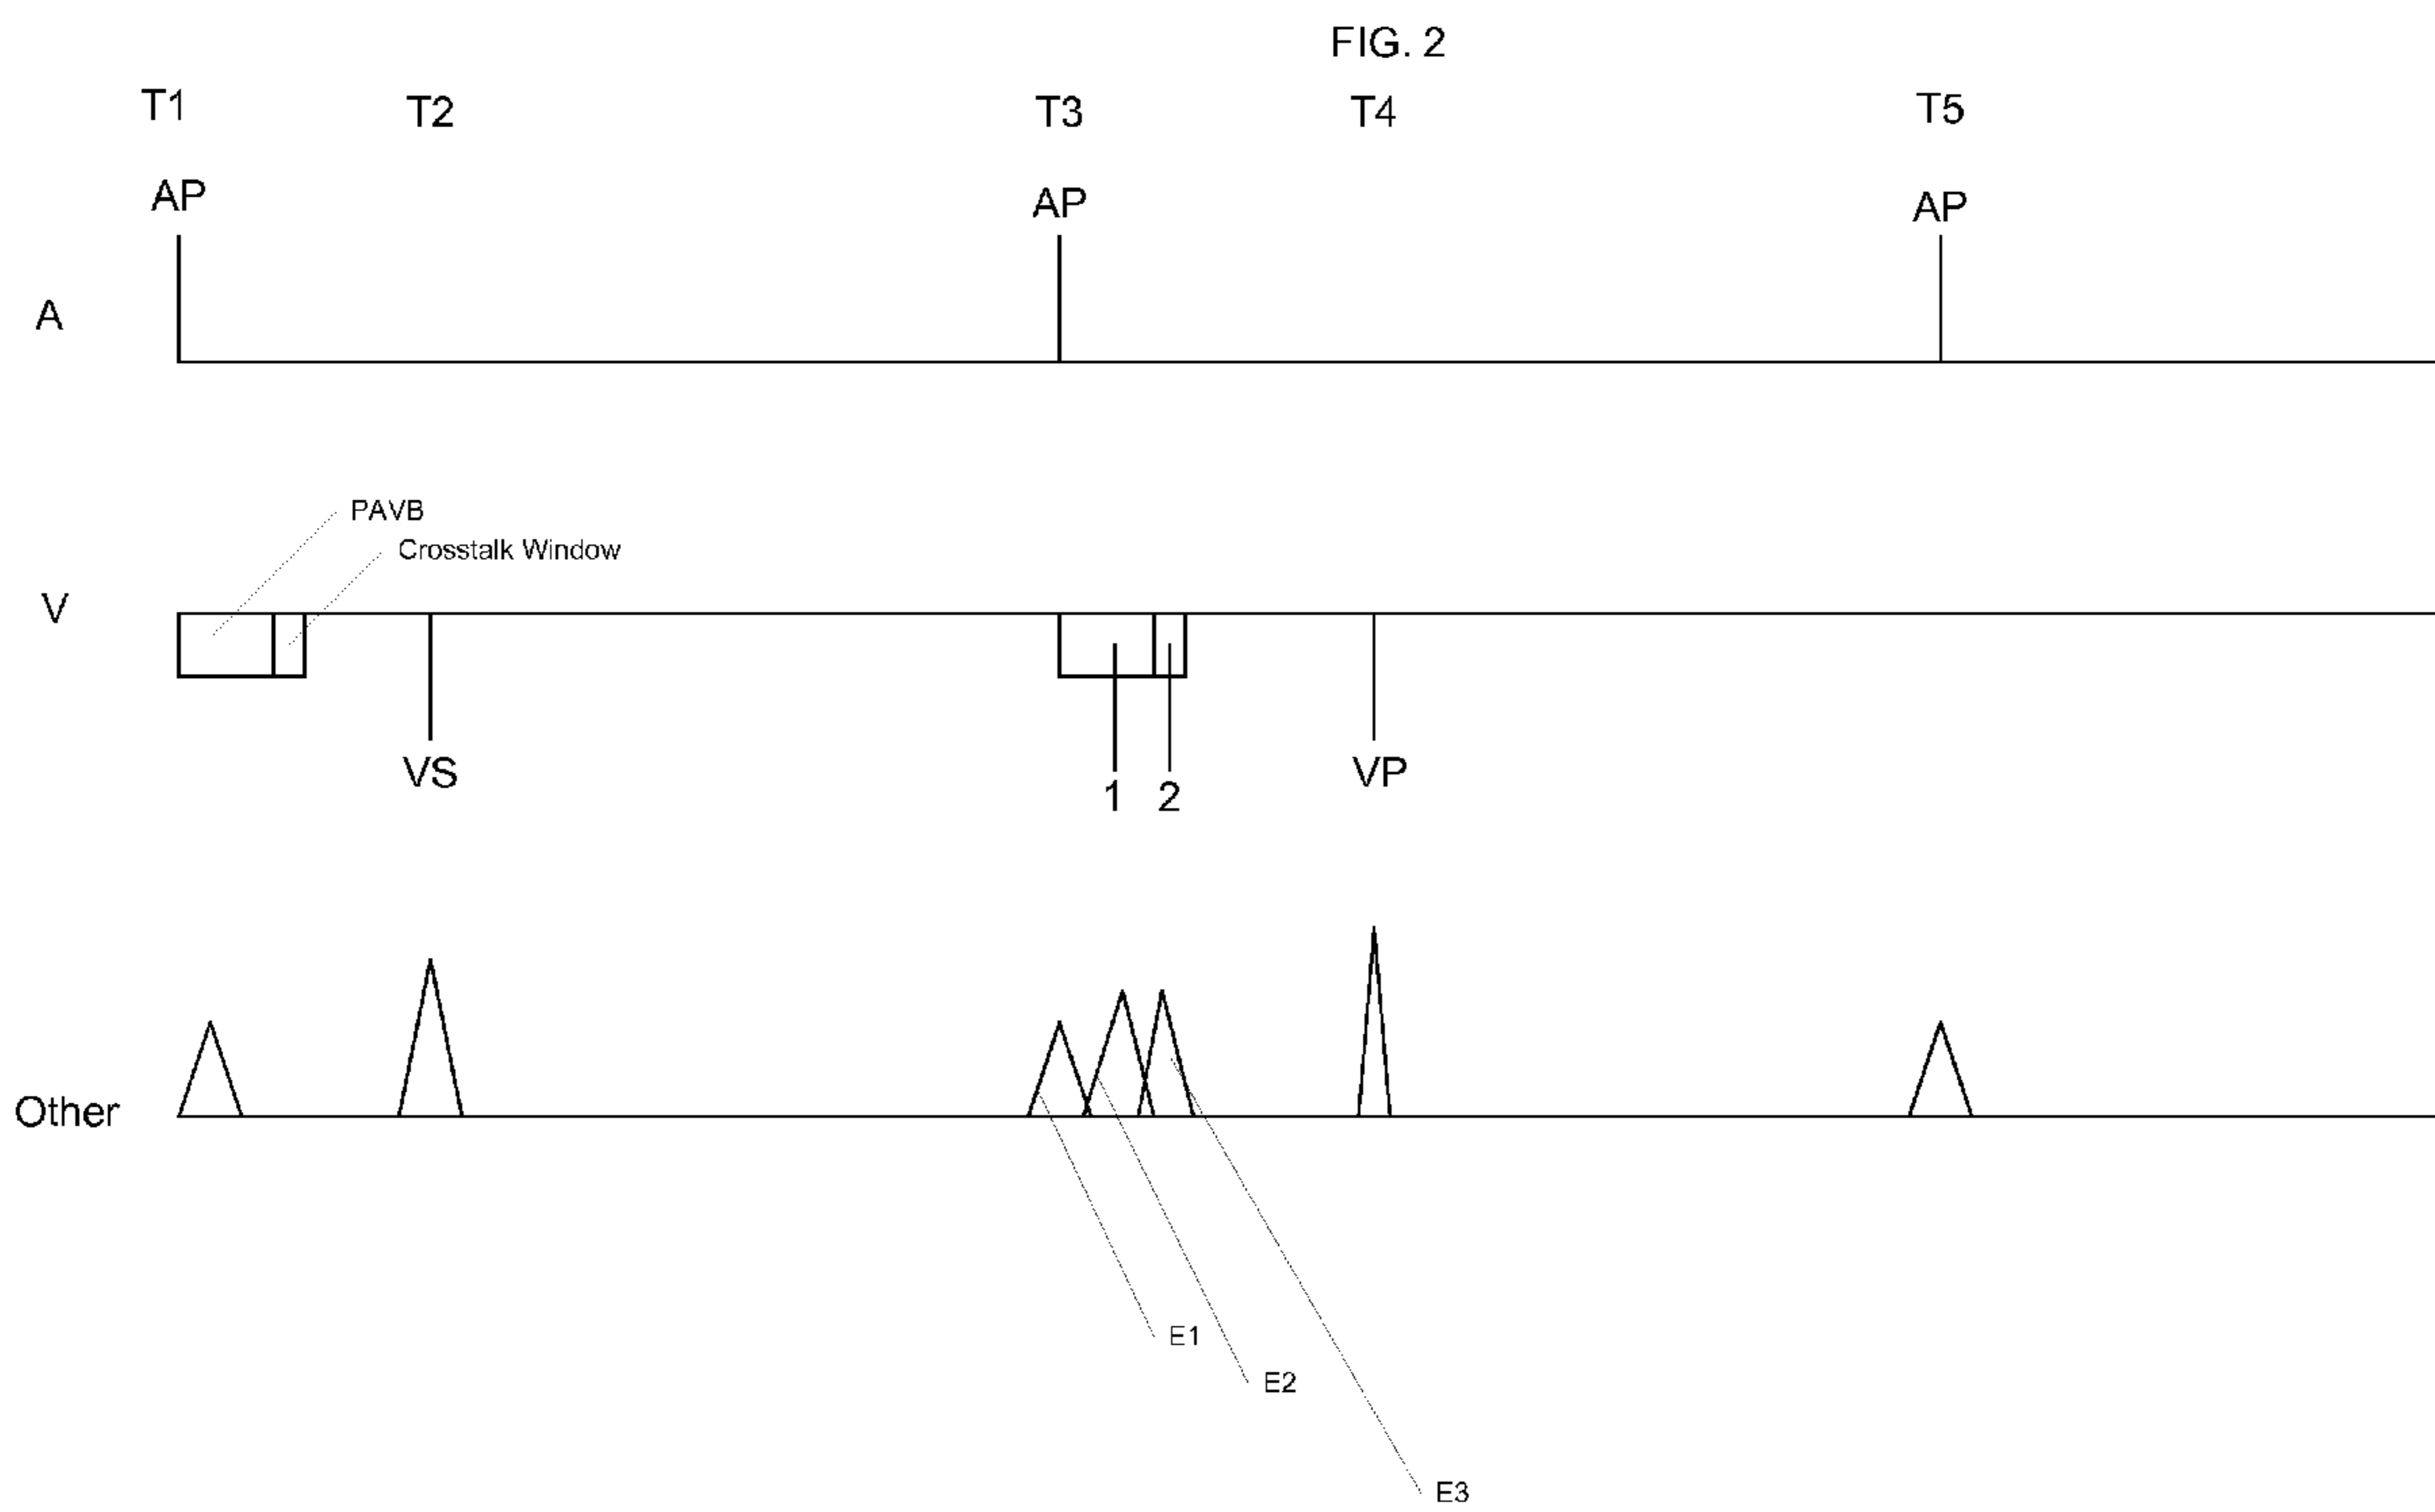 FIG. 2
T1 T2 T3 T4 T5
AP AP AP
A
PAVB
Crosstalk Window
V
VS VP
1 2
Other
E1
E2
E3